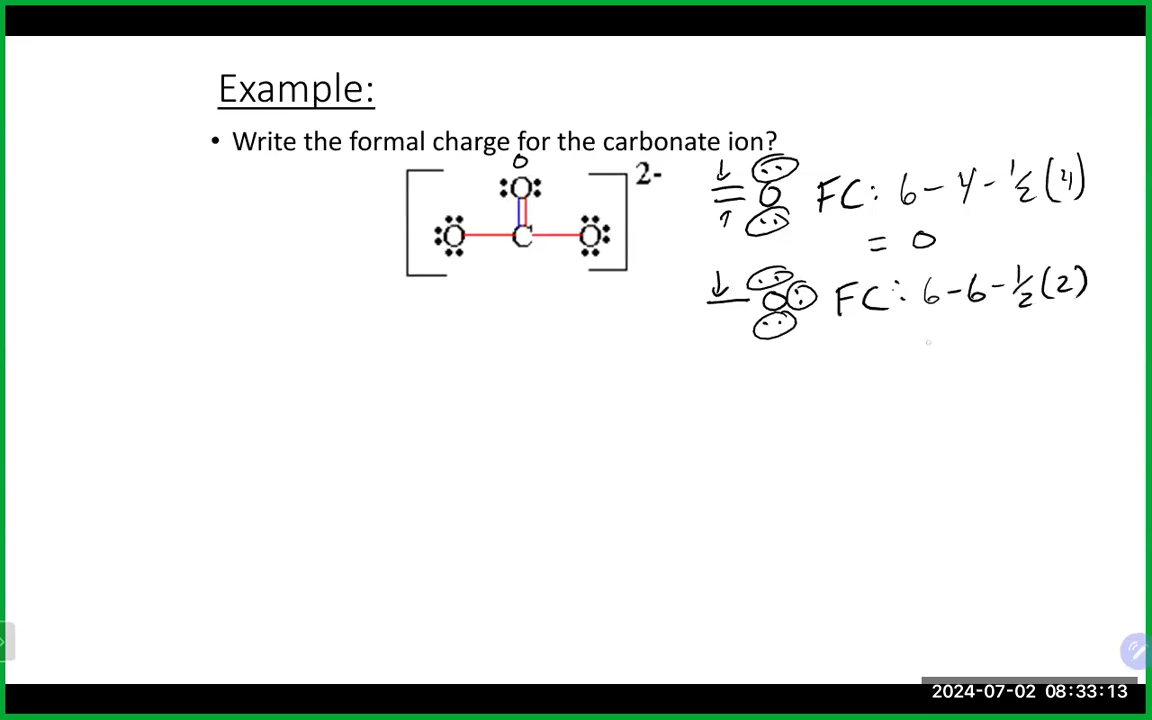 Example:
• Write the formal charge for the carbonate ion?
0
2-
O
O C O
= O FC: 6 - 4 - 1/2 (4)
= 0
- O FC: 6 - 6 - 1/2 (2)
2024-07-02 08:33:13